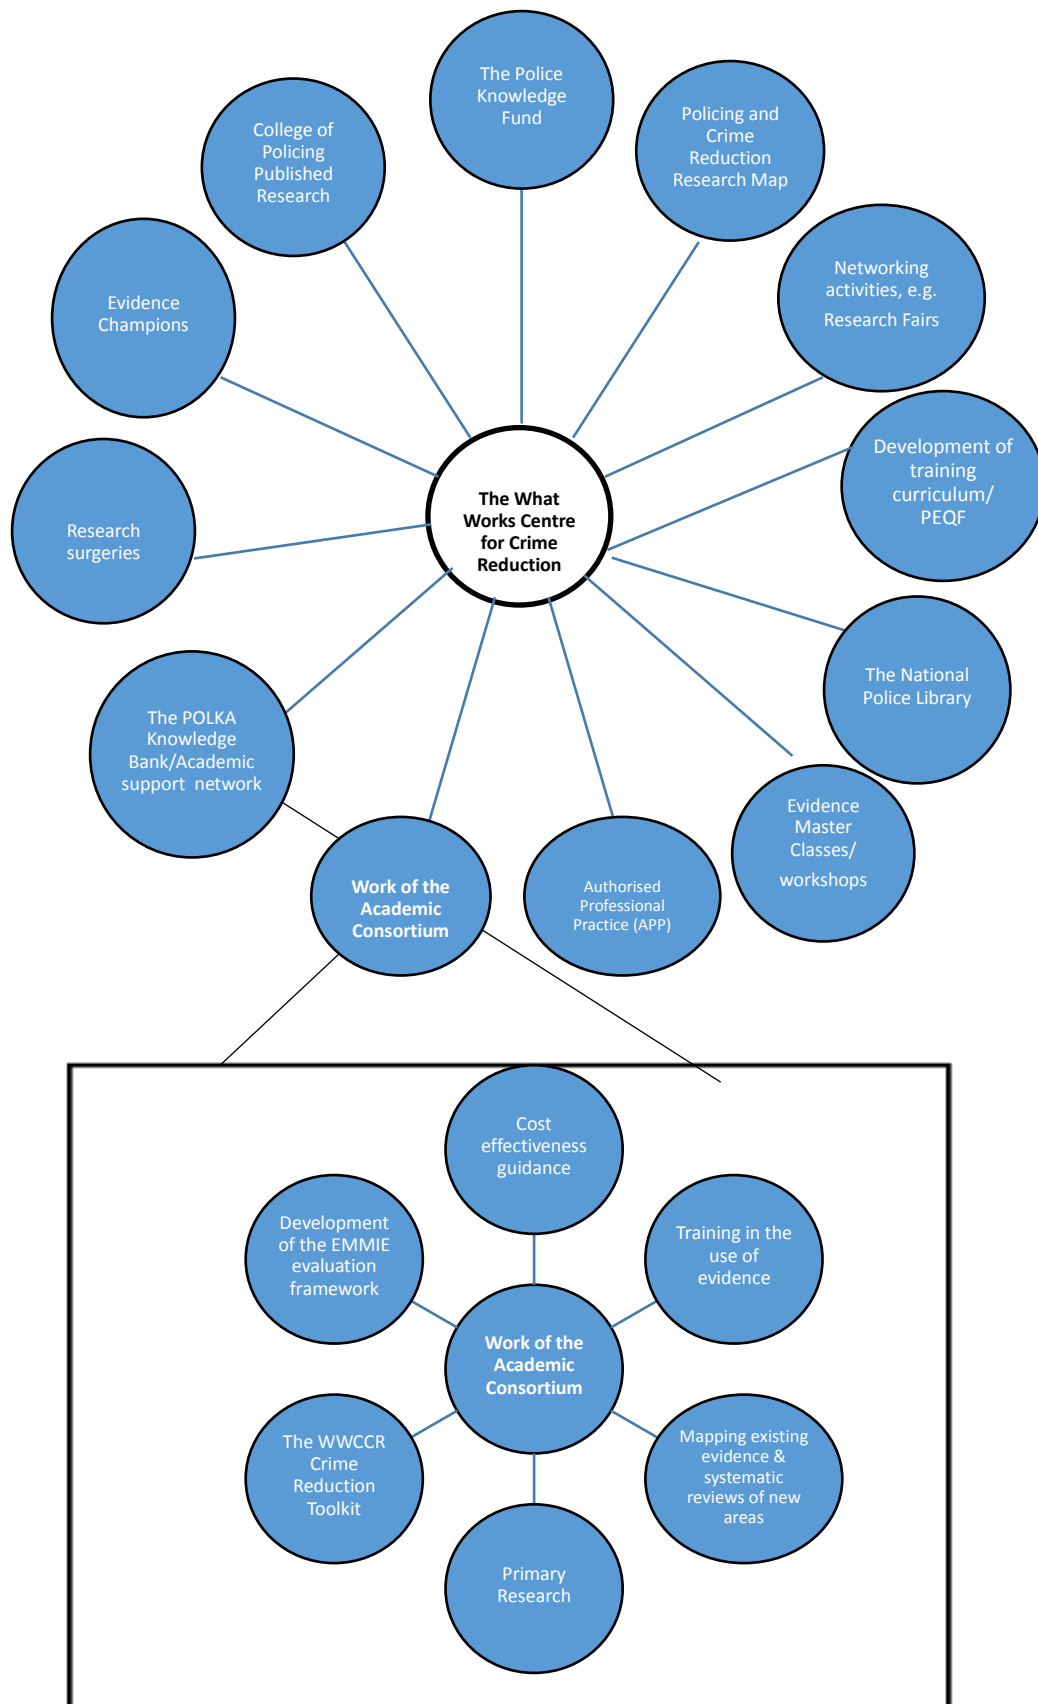 The Police
Knowledge
Fund
Policing and
Crime
Reduction
Research Map
College of
Policing
Published
Research
Networking
activities, e.g.
Research Fairs
Evidence
Champions
Development of
training
curriculum/
PEQF
The What
Works Centre
for Crime
Reduction
Research
surgeries
The National
Police Library
The POLKA
Knowledge
Bank/Academic
support network
Evidence
Master
Classes/
workshops
Work of the
Academic
Consortium
Authorised
Professional
Practice (APP)
Cost
effectiveness
guidance
Development
of the EMMIE
evaluation
framework
Training in the
use of
evidence
Work of the
Academic
Consortium
The WWCCR
Crime
Reduction
Toolkit
Mapping existing
evidence &
systematic
reviews of new
areas
Primary
Research